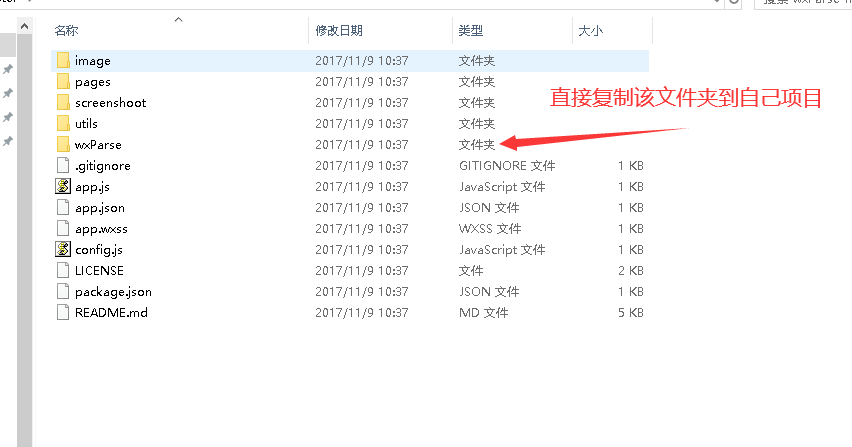 名称 修改日期 类型 大小
image 2017/11/9 10:37 文件夹
pages 2017/11/9 10:37 文件夹
screenshoot 2017/11/9 10:37 文件夹
直接复制该文件夹到自己项目
utils 2017/11/9 10:37 文件夹
wxParse 2017/11/9 10:37 文件夹
.gitignore 2017/11/9 10:37 GITIGNORE 文件 1 KB
app.js 2017/11/9 10:37 JavaScript 文件 1 KB
app.json 2017/11/9 10:37 JSON 文件 1 KB
app.wxss 2017/11/9 10:37 WXSS 文件 1 KB
config.js 2017/11/9 10:37 JavaScript 文件 1 KB
LICENSE 2017/11/9 10:37 文件 2 KB
package.json 2017/11/9 10:37 JSON 文件 1 KB
README.md 2017/11/9 10:37 MD 文件 5 KB